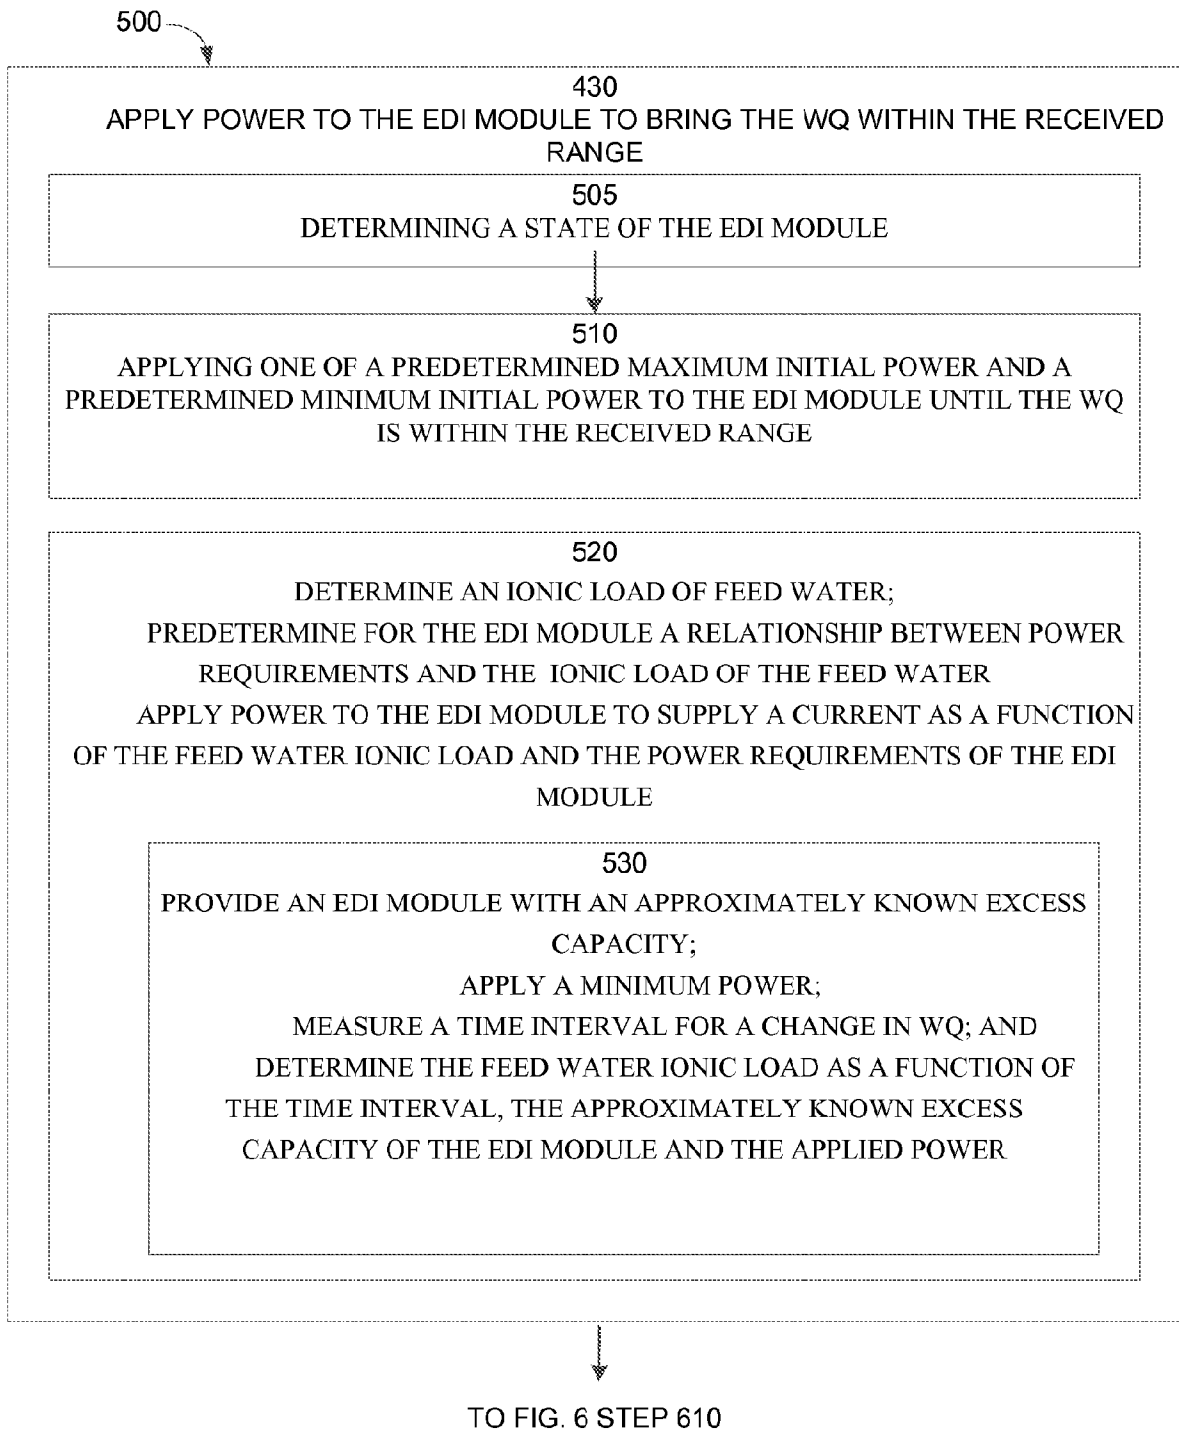 500
430
APPLY POWER TO THE EDI MODULE TO BRING THE WQ WITHIN THE RECEIVED
RANGE
505
DETERMINING A STATE OF THE EDI MODULE
510
APPLYING ONE OF A PREDETERMINED MAXIMUM INITIAL POWER AND A
PREDETERMINED MINIMUM INITIAL POWER TO THE EDI MODULE UNTIL THE WQ
IS WITHIN THE RECEIVED RANGE
520
DETERMINE AN IONIC LOAD OF FEED WATER;
PREDETERMINE FOR THE EDI MODULE A RELATIONSHIP BETWEEN POWER
REQUIREMENTS AND THE IONIC LOAD OF THE FEED WATER
APPLY POWER TO THE EDI MODULE TO SUPPLY A CURRENT AS A FUNCTION
OF THE FEED WATER IONIC LOAD AND THE POWER REQUIREMENTS OF THE EDI
MODULE
530
PROVIDE AN EDI MODULE WITH AN APPROXIMATELY KNOWN EXCESS
CAPACITY;
APPLY A MINIMUM POWER;
MEASURE A TIME INTERVAL FOR A CHANGE IN WQ; AND
DETERMINE THE FEED WATER IONIC LOAD AS A FUNCTION OF
THE TIME INTERVAL, THE APPROXIMATELY KNOWN EXCESS
CAPACITY OF THE EDI MODULE AND THE APPLIED POWER
TO FIG. 6 STEP 610